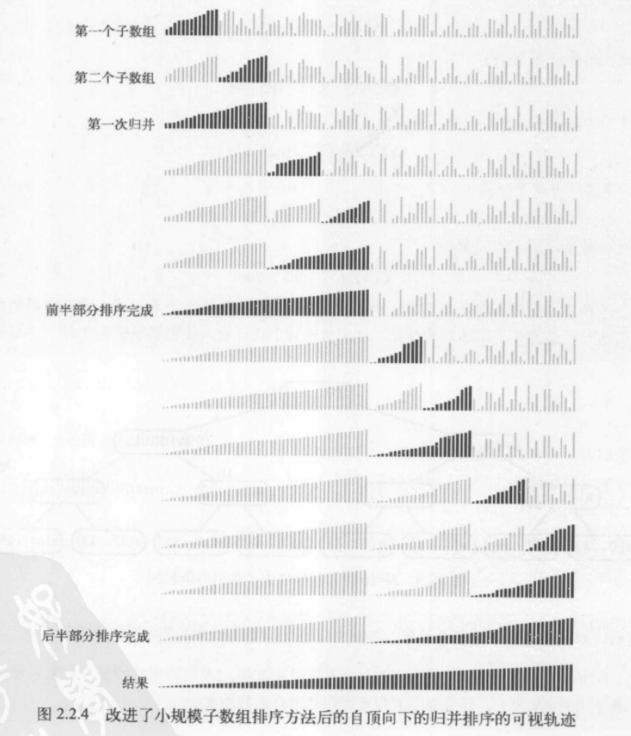 第一个子数组
第二个子数组
第一次归并
前半部分排序完成
后半部分排序完成
结果
图 2.2.4 改进了小规模子数组排序方法后的自顶向下的归并排序的可视轨迹